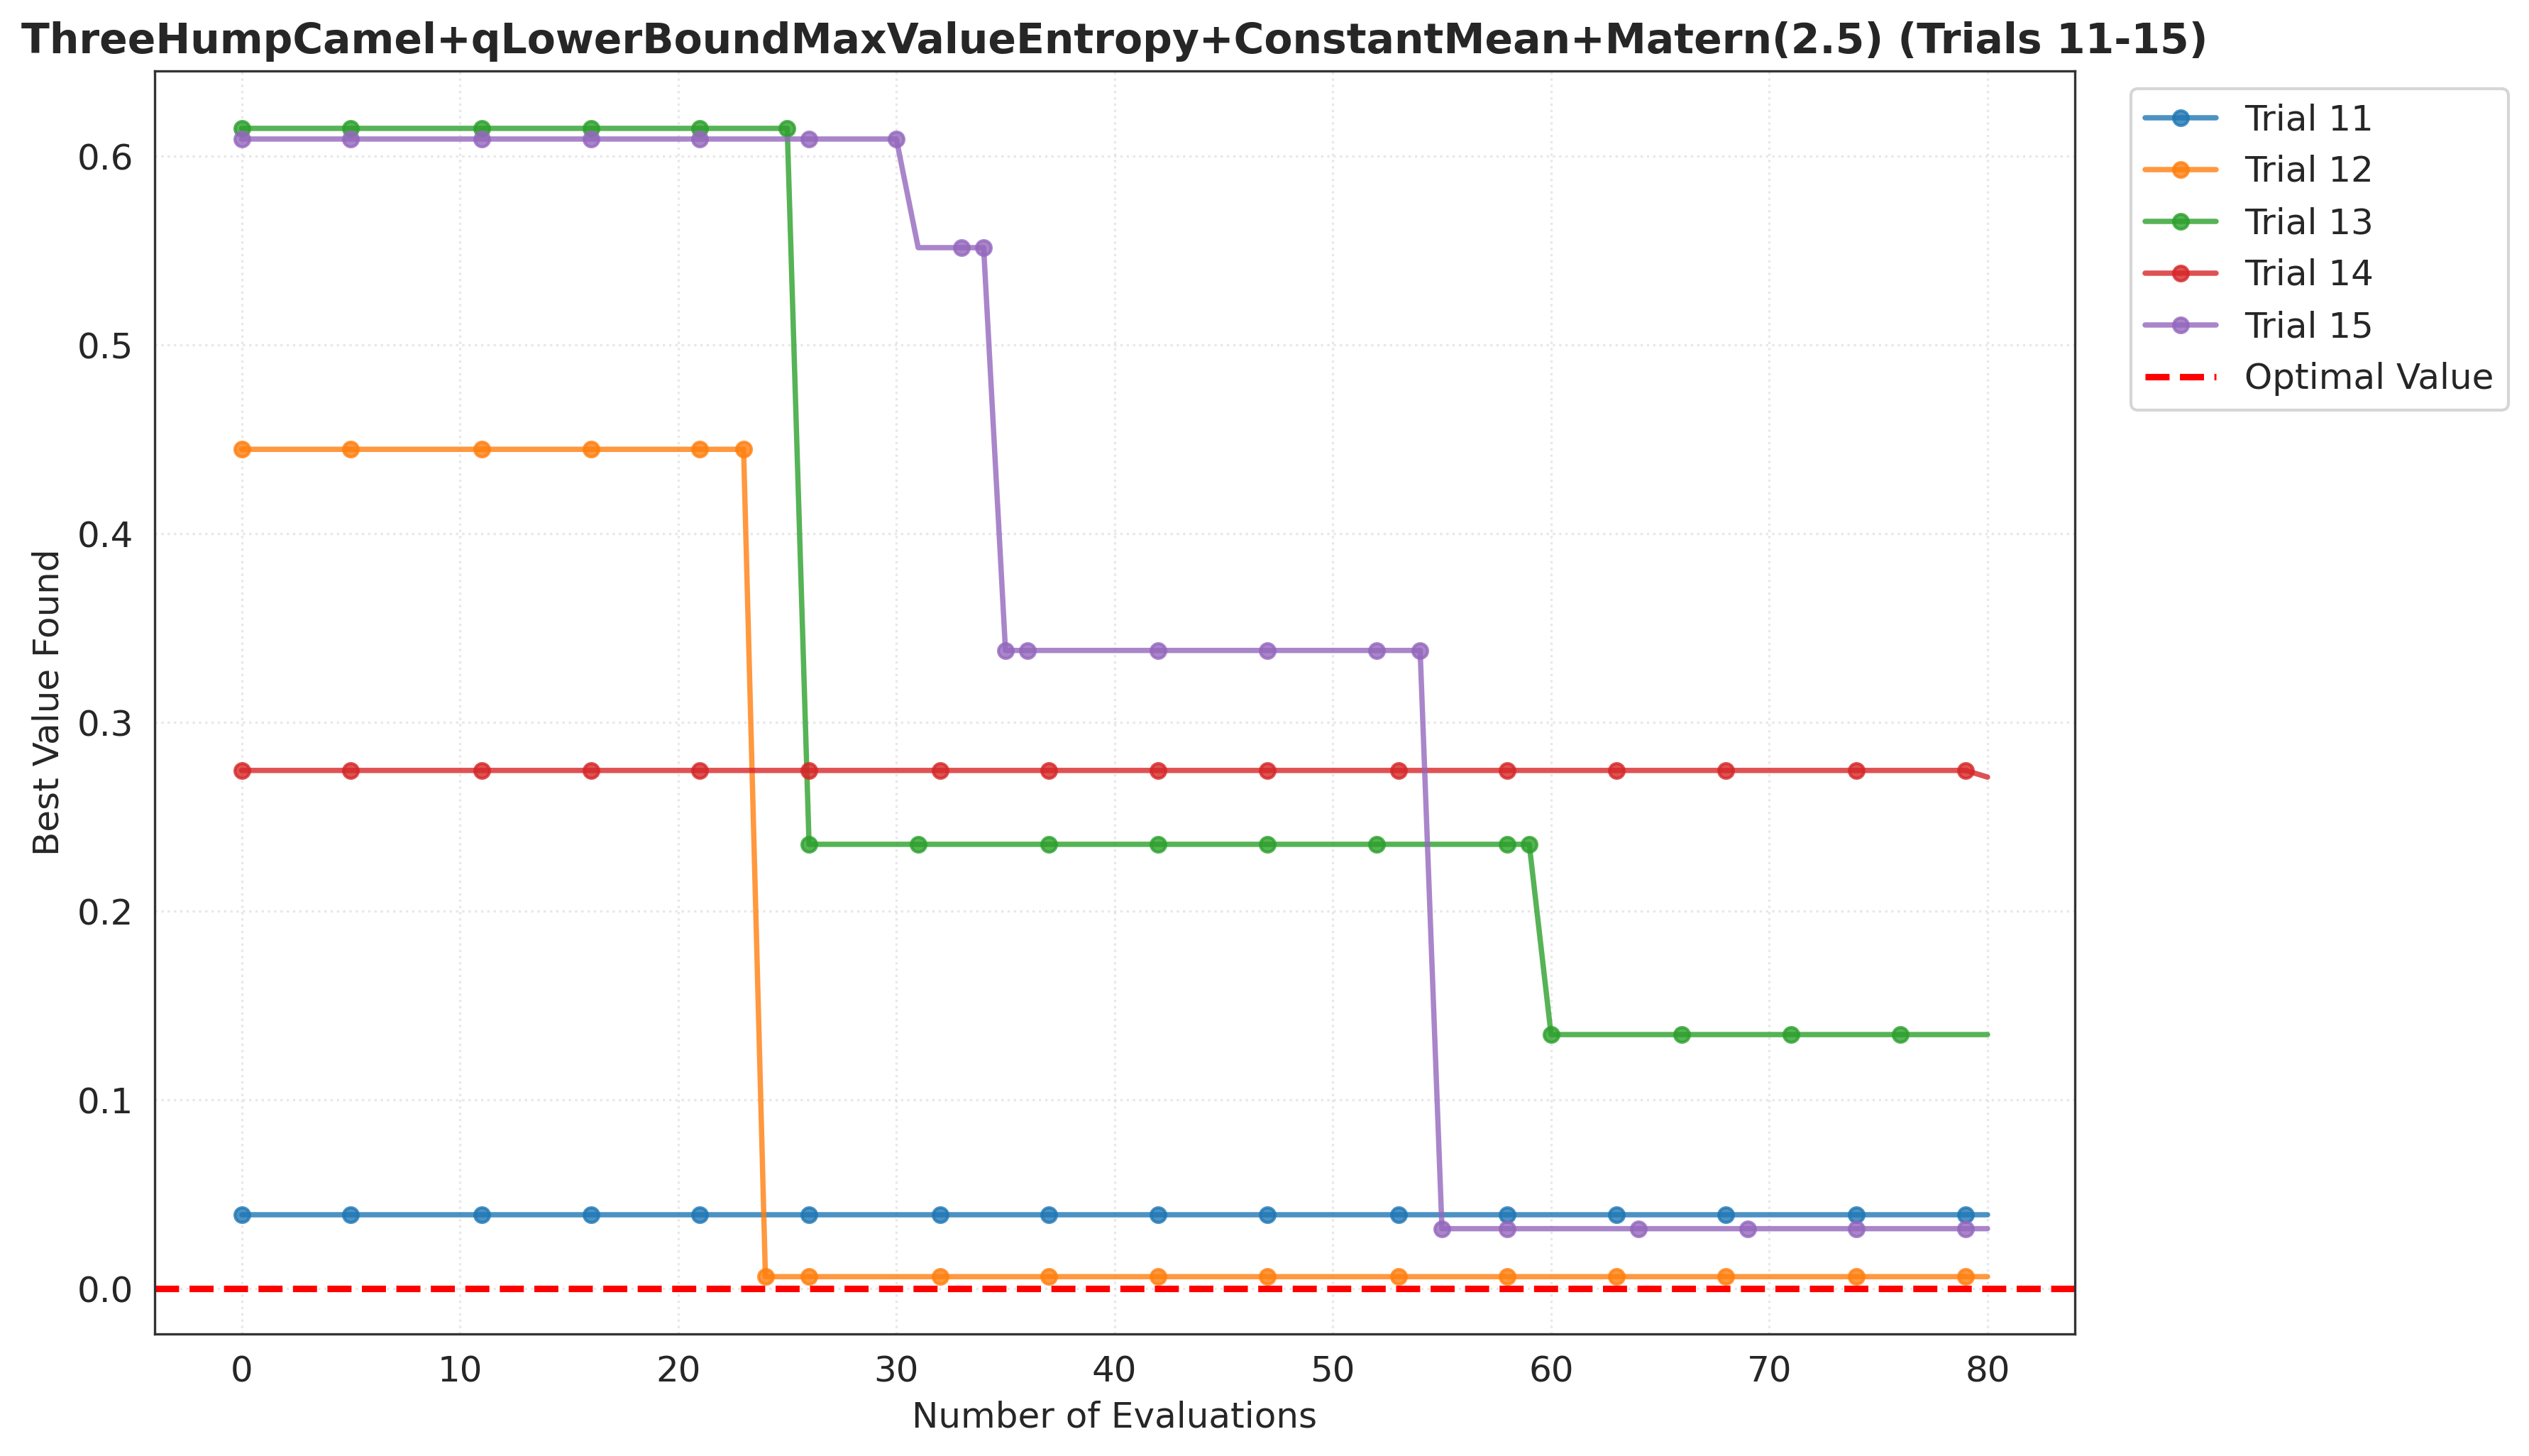 ThreeHumpCamel+qLowerBoundMaxValueEntropy+ConstantMean+Matern(2.5) (Trials 11-15)
Trial 11
Trial 12
Trial 13
Trial 14
Trial 15
Optimal Value
Best Value Found
0.6
0.5
0.4
0.3
0.2
0.1
0.0
0 10 20 30 40 50 60 70 80
Number of Evaluations